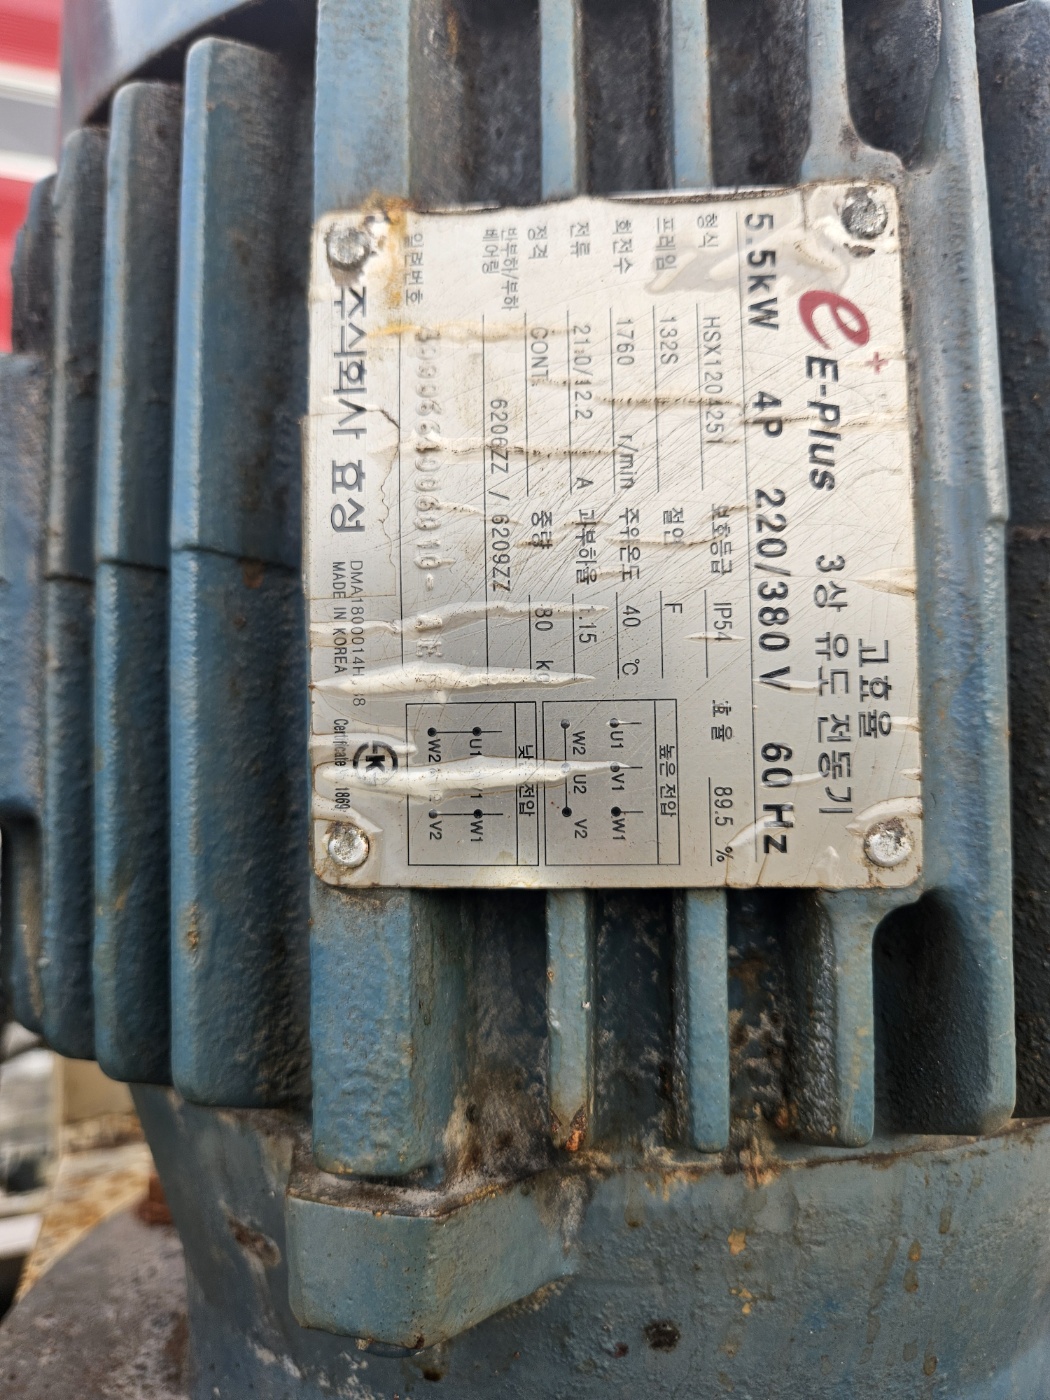 e+ E-Plus
고효율
3상 유도 전동기
5.5kW 4P 220/380 V 60 Hz
형식 보호등급 IP54 효율 89.5 %
프레임 132S 절연 F
회전수 1760 r/min 주위온도 40 ℃
전류 21.0/12.2 A 과부하율 1.15
정격 CONT. 중량 80
반부하/부하
베어링 6206ZZ / 6209ZZ
일련번호
높은 전압
U1 V1 W1
W2 U2 V2
낮은 전압
U1 V1 W1
W2 U2 V2
주식회사 효성
MADE IN KOREA